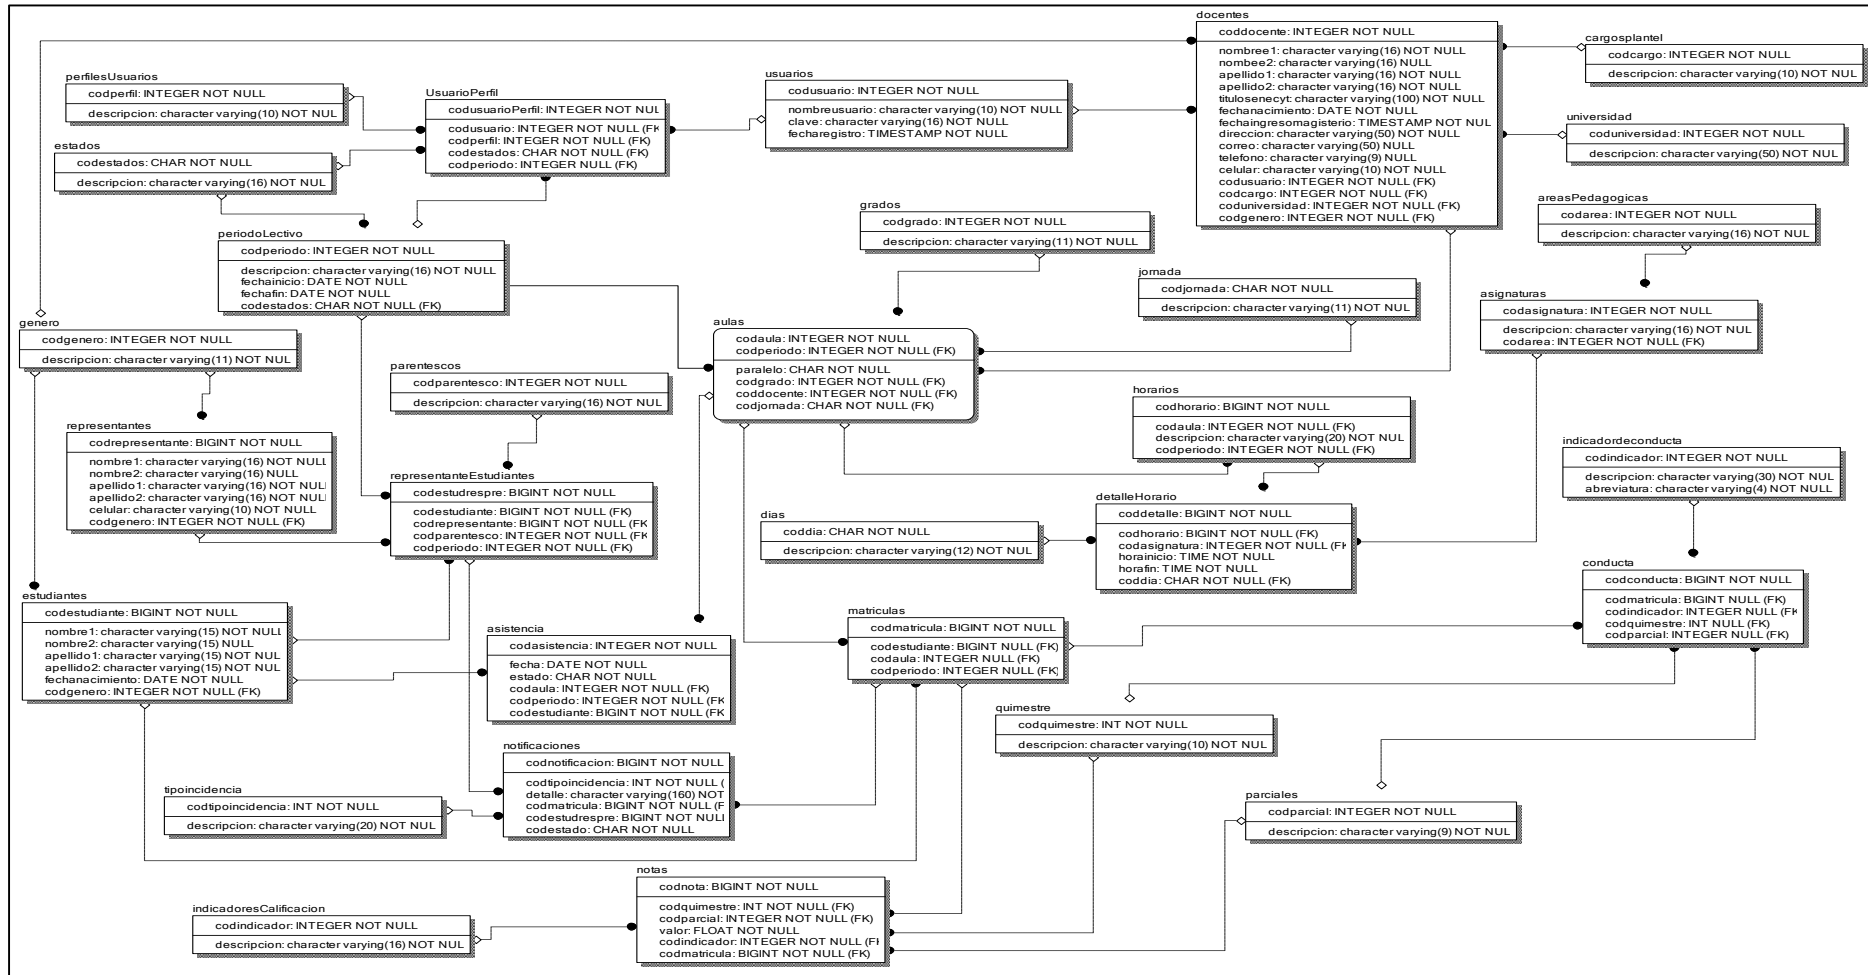 docentes
coddocente: INTEGER NOT NULL
nombree1: character varying(16) NOT NULL
nombee2: character varying(16) NULL
apellido1: character varying(16) NOT NULL
apellido2: character varying(16) NOT NULL
titulosenecyt: character varying(100) NOT NULL
fechanacimiento: DATE NOT NULL
fechaingresomagisterio: TIMESTAMP NOT NUL
direccion: character varying(50) NOT NULL
correo: character varying(50) NULL
telefono: character varying(9) NULL
celular: character varying(10) NOT NULL
codusuario: INTEGER NOT NULL (FK)
codcargo: INTEGER NOT NULL (FK)
coduniversidad: INTEGER NOT NULL (FK)
codgenero: INTEGER NOT NULL (FK)
cargosplantel
codcargo: INTEGER NOT NULL
descripcion: character varying(10) NOT NUL
perfilesUsuarios
codperfil: INTEGER NOT NULL
descripcion: character varying(10) NOT NUL
UsuarioPerfil
codusuarioPerfil: INTEGER NOT NUL
codusuario: INTEGER NOT NULL (FK
codperfil: INTEGER NOT NULL (FK)
codestados: CHAR NOT NULL (FK)
codperiodo: INTEGER NULL (FK)
usuarios
codusuario: INTEGER NOT NULL
nombreusuario: character varying(10) NOT NULL
clave: character varying(16) NOT NULL
fecharegistro: TIMESTAMP NOT NULL
universidad
coduniversidad: INTEGER NOT NULL
descripcion: character varying(50) NOT NUL
estados
codestados: CHAR NOT NULL
descripcion: character varying(16) NOT NUL
grados
codgrado: INTEGER NOT NULL
descripcion: character varying(11) NOT NUL
areasPedagogicas
codarea: INTEGER NOT NULL
descripcion: character varying(16) NOT NUL
periodoLectivo
codperiodo: INTEGER NOT NULL
descripcion: character varying(16) NOT NULL
fechainicio: DATE NOT NULL
fechafin: DATE NOT NULL
codestados: CHAR NOT NULL (FK)
jornada
codjornada: CHAR NOT NULL
descripcion: character varying(11) NOT NUL
asignaturas
codasignatura: INTEGER NOT NULL
descripcion: character varying(16) NOT NUL
codarea: INTEGER NOT NULL (FK)
genero
codgenero: INTEGER NOT NULL
descripcion: character varying(11) NOT NUL
aulas
codaula: INTEGER NOT NULL
codperiodo: INTEGER NOT NULL (FK)
paralelo: CHAR NOT NULL
codgrado: INTEGER NOT NULL (FK)
coddocente: INTEGER NOT NULL (FK)
codjornada: CHAR NOT NULL (FK)
parentescos
codparentesco: INTEGER NOT NULL
descripcion: character varying(16) NOT NUL
horarios
codhorario: BIGINT NOT NULL
codaula: INTEGER NOT NULL (FK)
descripcion: character varying(20) NOT NUL
codperiodo: INTEGER NOT NULL (FK)
representantes
codrepresentante: BIGINT NOT NULL
nombre1: character varying(16) NOT NULL
nombre2: character varying(16) NULL
apellido1: character varying(16) NOT NUL
apellido2: character varying(16) NOT NUL
celular: character varying(10) NOT NULL
codgenero: INTEGER NOT NULL (FK)
indicadordeconducta
codindicador: INTEGER NOT NULL
descripcion: character varying(30) NOT NUL
abreviatura: character varying(4) NOT NULL
representanteEstudiantes
codestudrespre: BIGINT NOT NULL
codestudiante: BIGINT NOT NULL (FK)
codrepresentante: BIGINT NOT NULL (FK
codparentesco: INTEGER NOT NULL (FK
codperiodo: INTEGER NOT NULL (FK)
detalleHorario
coddetalle: BIGINT NOT NULL
codhorario: BIGINT NOT NULL (FK)
codasignatura: INTEGER NOT NULL (FK
horainicio: TIME NOT NULL
horafin: TIME NOT NULL
coddia: CHAR NOT NULL (FK)
dias
coddia: CHAR NOT NULL
descripcion: character varying(12) NOT NUL
conducta
codconducta: BIGINT NOT NULL
codmatricula: BIGINT NULL (FK)
codindicador: INTEGER NULL (FK
codquimestre: INT NULL (FK)
codparcial: INTEGER NULL (FK)
estudiantes
codestudiante: BIGINT NOT NULL
nombre1: character varying(15) NOT NULL
nombre2: character varying(15) NULL
apellido1: character varying(15) NOT NUL
apellido2: character varying(15) NOT NUL
fechanacimiento: DATE NOT NULL
codgenero: INTEGER NOT NULL (FK)
asistencia
codasistencia: INTEGER NOT NULL
fecha: DATE NOT NULL
estado: CHAR NOT NULL
codaula: INTEGER NOT NULL (FK)
codperiodo: INTEGER NOT NULL (FK
codestudiante: BIGINT NOT NULL (FK
matriculas
codmatricula: BIGINT NOT NULL
codestudiante: BIGINT NOT NULL (FK)
codaula: INTEGER NOT NULL (FK)
codperiodo: INTEGER NOT NULL (FK)
quimestre
codquimestre: INT NOT NULL
descripcion: character varying(10) NOT NUL
notificaciones
codnotificacion: BIGINT NOT NULL
codtipoincidencia: INT NOT NULL (
detalle: character varying(160) NOT
codmatricula: BIGINT NOT NULL (F
codestudrespre: BIGINT NOT NULL
codestado: CHAR NOT NULL
tipoincidencia
codtipoincidencia: INT NOT NULL
descripcion: character varying(20) NOT NUL
parciales
codparcial: INTEGER NOT NULL
descripcion: character varying(9) NOT NUL
notas
codnota: BIGINT NOT NULL
codquimestre: INT NOT NULL (FK)
codparcial: INTEGER NOT NULL (FK)
valor: FLOAT NOT NULL
codindicador: INTEGER NOT NULL (FK
codmatricula: BIGINT NOT NULL (FK)
indicadoresCalificacion
codindicador: INTEGER NOT NULL
descripcion: character varying(16) NOT NUL